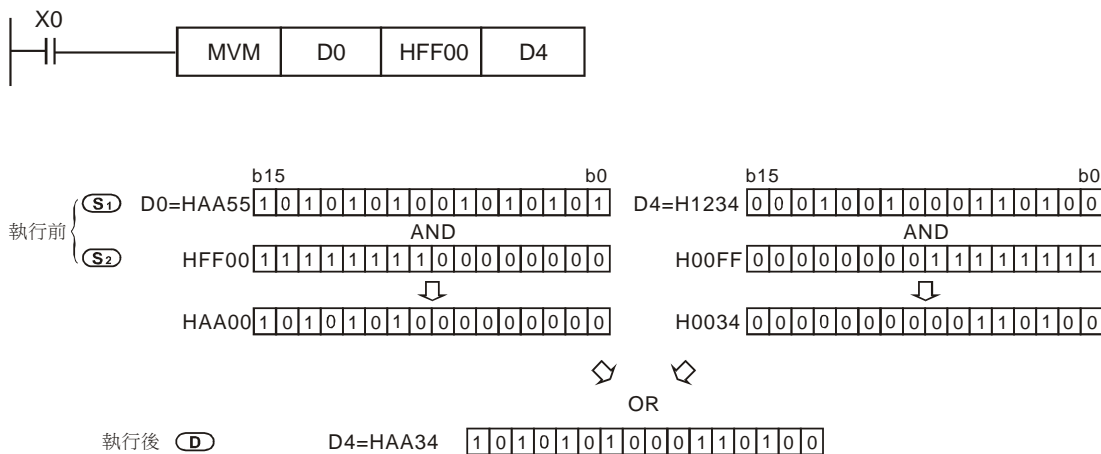 X0
MVM D0 HFF00 D4
b15 b0 b15 b0
S1 D0=HAA55 1 0 1 0 1 0 1 0 0 1 0 1 0 1 0 1 D4=H1234 0 0 0 1 0 0 1 0 0 0 1 1 0 1 0 0
執行前 AND AND
S2 HFF00 1 1 1 1 1 1 1 1 0 0 0 0 0 0 0 0 H00FF 0 0 0 0 0 0 0 0 1 1 1 1 1 1 1 1
HAA00 1 0 1 0 1 0 1 0 0 0 0 0 0 0 0 0 H0034 0 0 0 0 0 0 0 0 0 0 1 1 0 1 0 0
OR
執行後 D D4=HAA34 1 0 1 0 1 0 1 0 0 0 1 1 0 1 0 0